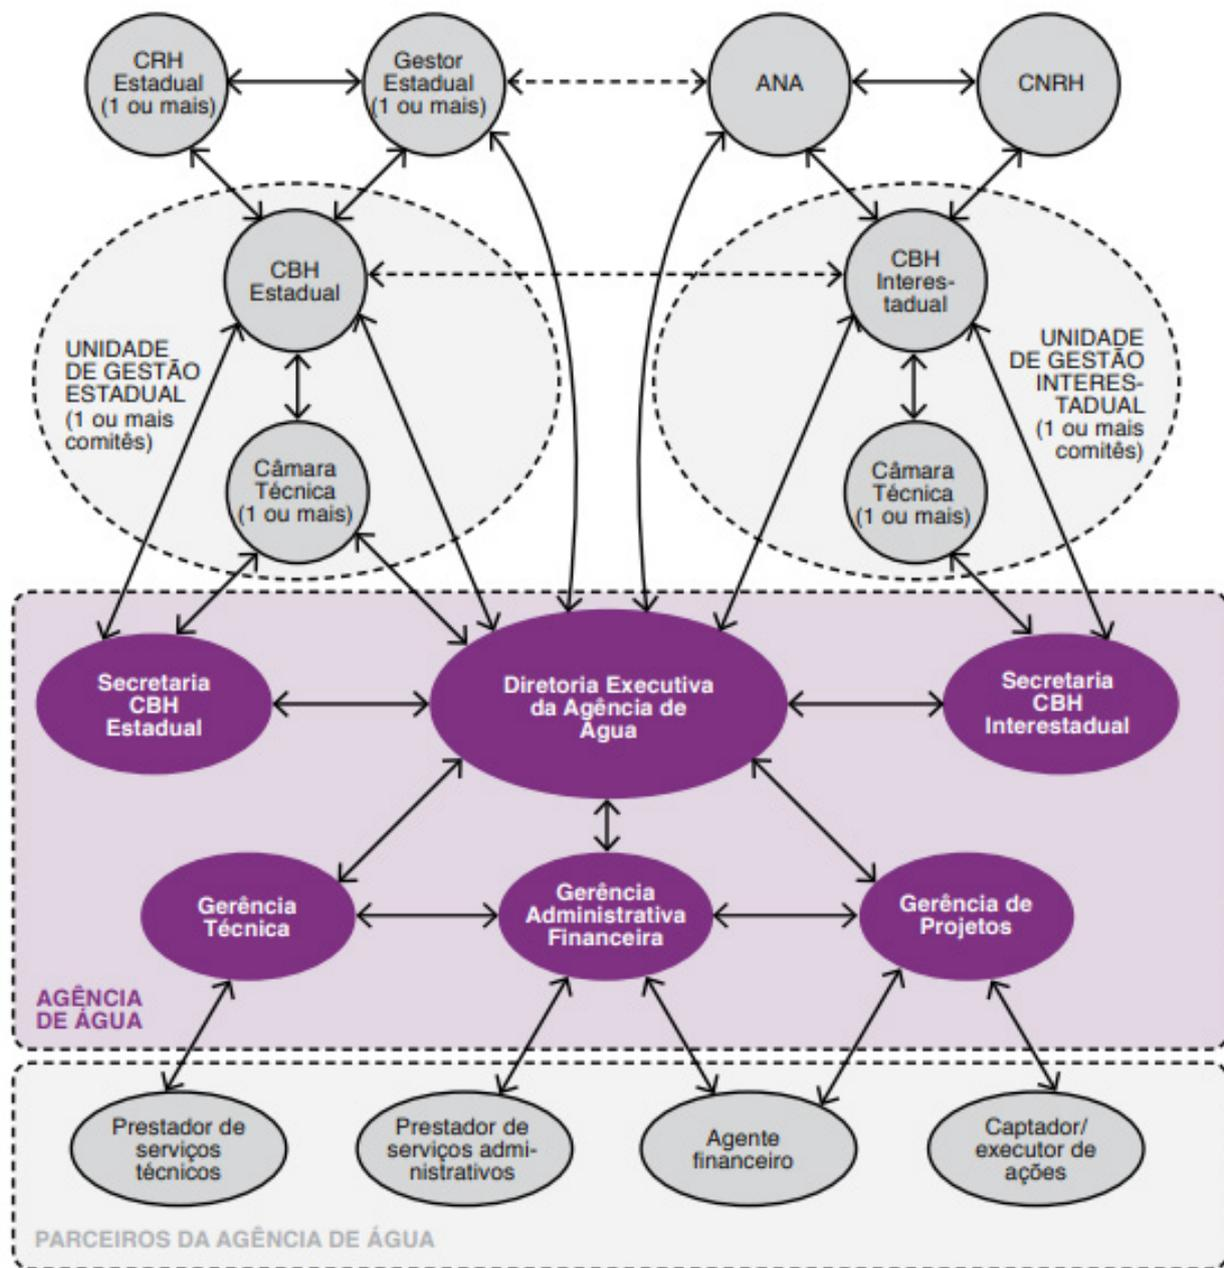 CRH
Estadual
(1 ou mais)
Gestor
Estadual
(1 ou mais)
ANA
CNRH
CBH
Estadual
CBH
Interes-
tadual
UNIDADE
DE GESTÃO
ESTADUAL
(1 ou mais
comitês)
UNIDADE
DE GESTÃO
INTERES-
TADUAL
(1 ou mais
comitês)
Câmara
Técnica
(1 ou mais)
Câmara
Técnica
(1 ou mais)
Secretaria
CBH
Estadual
Diretoria Executiva
da Agência de
Água
Secretaria
CBH
Interestadual
Gerência
Técnica
Gerência
Administrativa
Financeira
Gerência de
Projetos
AGÊNCIA
DE ÁGUA
Prestador de
serviços
técnicos
Prestador de
serviços admi-
nistrativos
Agente
financeiro
Captador/
executor de
ações
PARCEIROS DA AGÊNCIA DE ÁGUA